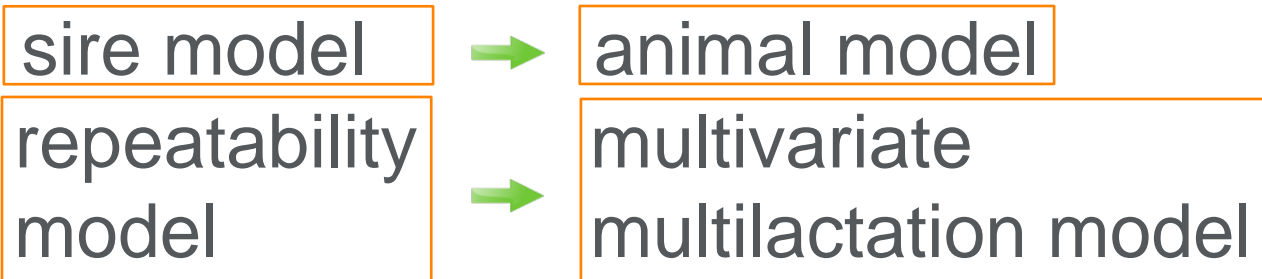 sire model
animal model
repeatability
model
multivariate
multilactation model